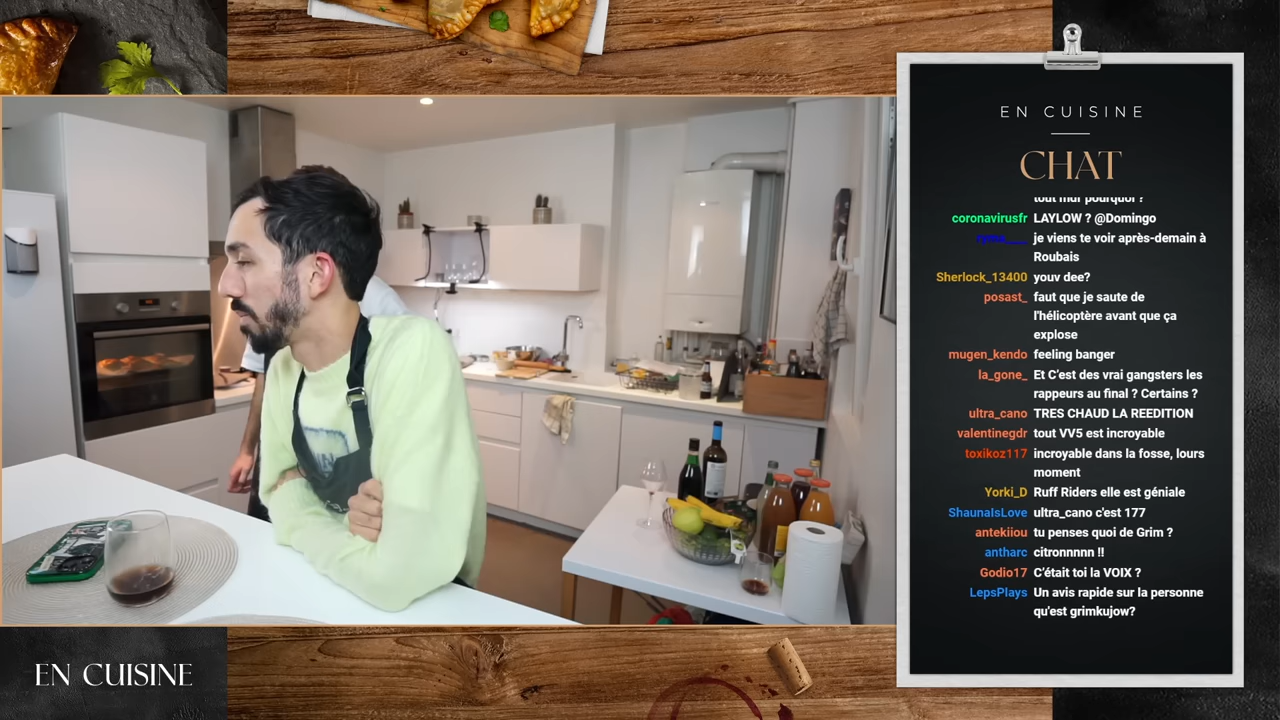 EN CUISINE
CHAT
tout mur pourquoi ?
coronavirusfr LAYLOW ? @Domingo
je viens te voir après-demain à
Roubais
Sherlock_13400 youv dee?
posast_ faut que je saute de
l'hélicoptère avant que ça
explose
mugen_kendo feeling banger
la_gone_ Et C'est des vrai gangsters les
rappeurs au final ? Certains ?
ultra_cano TRES CHAUD LA REEDITION
valentinegdr tout VV5 est incroyable
toxikoz117 incroyable dans la fosse, lours
moment
Yorki_D Ruff Riders elle est géniale
ShaunaIsLove ultra_cano c'est 177
antekiiou tu penses quoi de Grim ?
antharc citronnnnn !!
Godio17 C'était toi la VOIX ?
LepsPlays Un avis rapide sur la personne
qu'est grimkujow?
EN CUISINE